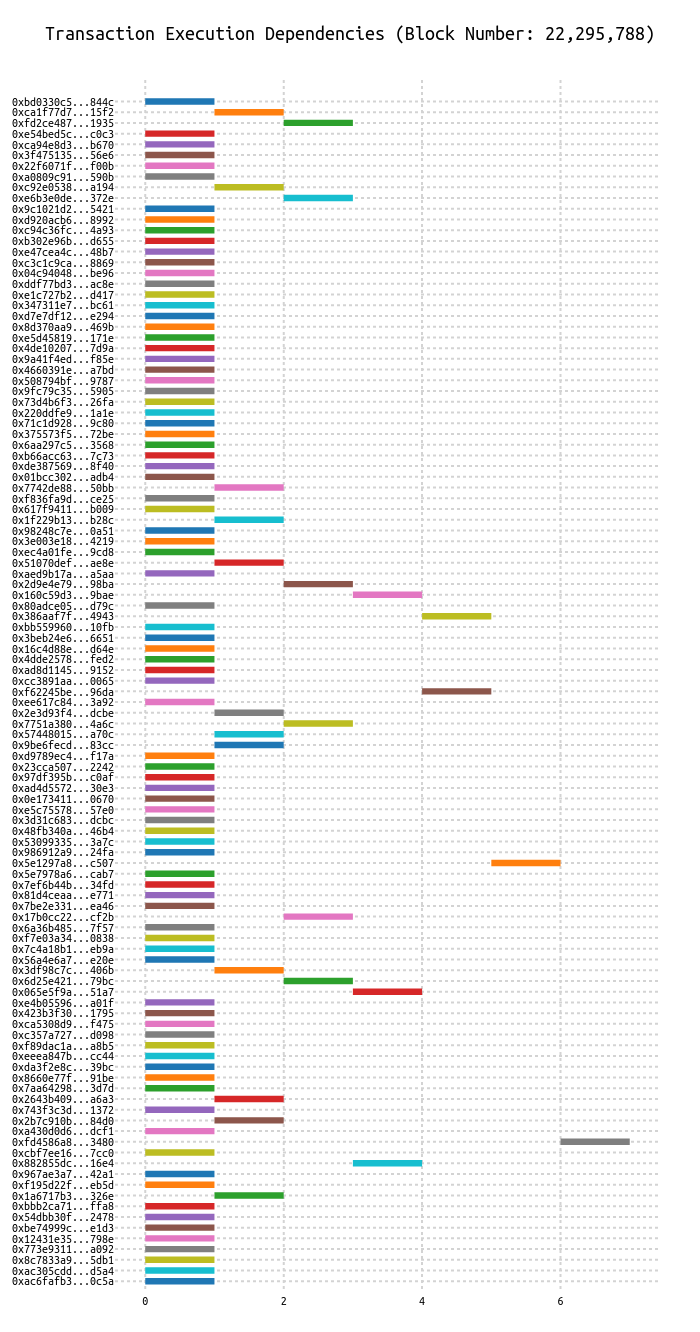 Transaction Execution Dependencies (Block Number: 22,295,788)
0xbd0330c5...844c
0xca1f77d7...15f2
0xfd2ce487...1935
0xe54bed5c...c0c3
0xca94e8d3...b670
0x3f475135...56e6
0x22f6071f...f00b
0xa0809c91...590b
0xc92e0538...a194
0xe6b3e0de...372e
0x9c1021d2...5421
0xd920acb6...8992
0xc94c36fc...4a93
0xb302e96b...d655
0xe47cea4c...48b7
0xc3c1c9ca...8869
0x04c94048...be96
0xddf77bd3...ac8e
0xe1c727b2...d417
0x347311e7...bc61
0xd7e7df12...e294
0x8d370aa9...469b
0xe5d45819...171e
0x4de10207...7d9a
0x9a41f4ed...f85e
0x4660391e...a7bd
0x508794bf...9787
0x9fc79c35...5905
0x73d4b6f3...26fa
0x220ddfe9...1a1e
0x71c1d928...9c80
0x375573f5...72be
0x6aa297c5...3568
0xb66acc63...7c73
0xde387569...8f40
0x01bcc302...adb4
0x7742de88...50bb
0xf836fa9d...ce25
0x617f9411...b009
0x1f229b13...b28c
0x98248c7e...0a51
0x3e003e18...4219
0xec4a01fe...9cd8
0x51070def...ae8e
0xaed9b17a...a5aa
0x2d9e4e79...98ba
0x160c59d3...9bae
0x80adce05...d79c
0x386aaf7f...4943
0xbb559960...10fb
0x3beb24e6...6651
0x16c4d88e...d64e
0x4dde2578...fed2
0xad8d1145...9152
0xcc3891aa...0065
0xf62245be...96da
0xee617c84...3a92
0x2e3d93f4...dcbe
0x7751a380...4a6c
0x57448015...a70c
0x9be6fecd...83cc
0xd9789ec4...f17a
0x23cca507...2242
0x97df395b...c0af
0xad4d5572...30e3
0x0e173411...0670
0xe5c75578...57e0
0x3d31c683...dcbc
0x48fb340a...46b4
0x53099335...3a7c
0x986912a9...24fa
0x5e1297a8...c507
0x5e7978a6...cab7
0x7ef6b44b...34fd
0x81d4ceaa...e771
0x7be2e331...ea46
0x17b0cc22...cf2b
0x6a36b485...7f57
0xf7e03a34...0838
0x7c4a18b1...eb9a
0x56a4e6a7...e20e
0x3df98c7c...406b
0x6d25e421...79bc
0x065e5f9a...51a7
0xe4b05596...a01f
0x423b3f30...1795
0xca5308d9...f475
0xc357a727...d098
0xf89dac1a...a8b5
0xeeea847b...cc44
0xda3f2e8c...39bc
0x8660e77f...91be
0x7aa64298...3d7d
0x2643b409...a6a3
0x743f3c3d...1372
0x2b7c910b...84d0
0xa430d0d6...dcf1
0xfd4586a8...3480
0xcbf7ee16...7cc0
0x882855dc...16e4
0x967ae3a7...42a1
0xf195d22f...eb5d
0x1a6717b3...326e
0xbbb2ca71...ffa8
0x54dbb30f...2478
0xbe74999c...e1d3
0x12431e35...798e
0x773e9311...a092
0x8c7833a9...5db1
0xac305cdd...d5a4
0xac6fafb3...0c5a
0 2 4 6